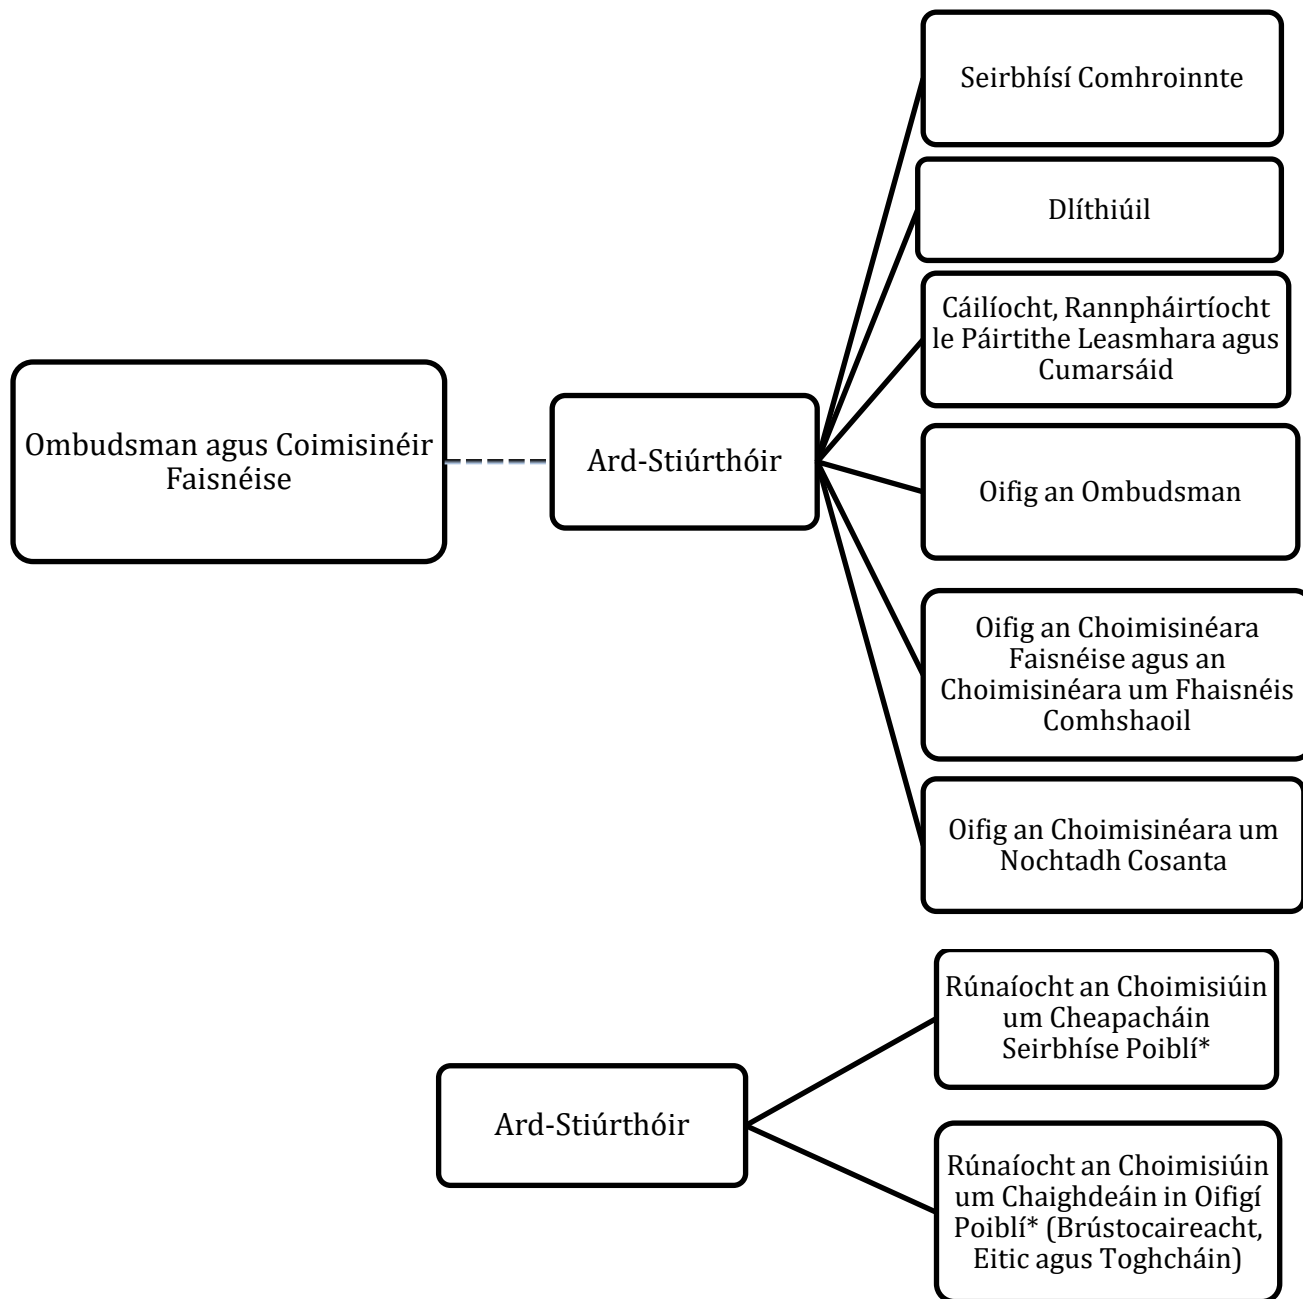 Seirbhísí Comhroinnte
Dlíthiúil
Cáilíocht, Rannpháirtíocht
le Páirtithe Leasmhara agus
Cumarsáid
Ombudsman agus Coimisinéir
Faisnéise
Ard-Stiúrthóir
Oifig an Ombudsman
Oifig an Choimisinéara
Faisnéise agus an
Choimisinéara um Fhaisnéis
Comhshaoil
Oifig an Choimisinéara um
Nochtadh Cosanta
Ard-Stiúrthóir
Rúnaíocht an Choimisiúin
um Cheapacháin
Seirbhíse Poiblí*
Rúnaíocht an Choimisiúin
um Chaighdeáin in Oifigí
Poiblí* (Brústocaireacht,
Eitic agus Toghcháin)